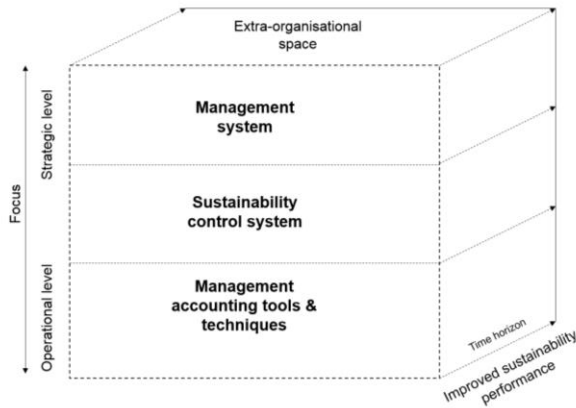 Extra-organisational
space
Focus
Strategic level
Operational level
Management
system
Sustainability
control system
Management
accounting tools &
techniques
Time horizon
Improved sustainability
performance